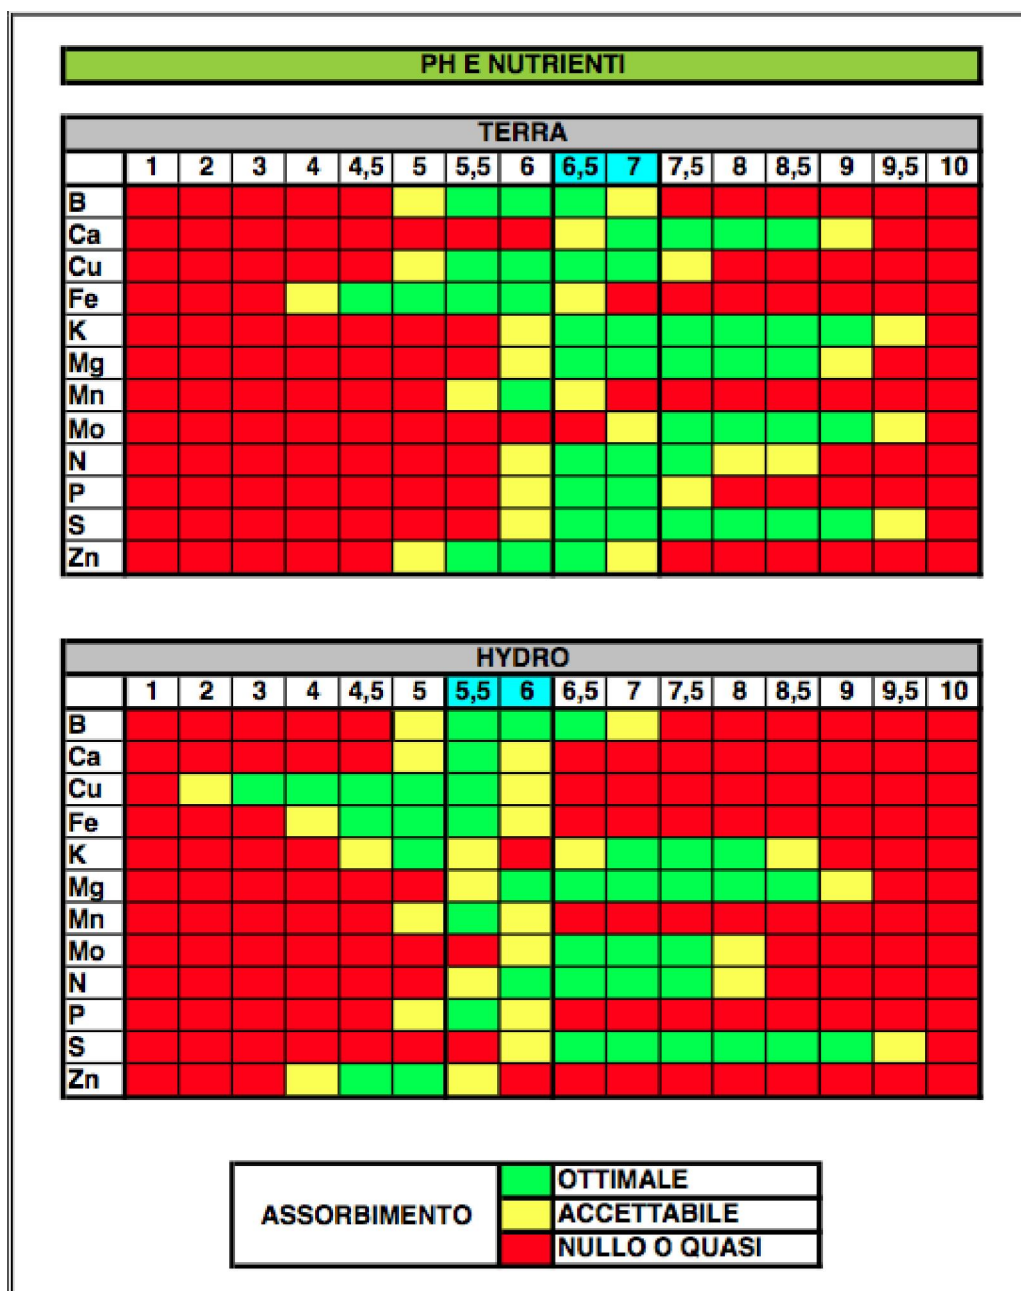 PH E NUTRIENTI
TERRA
1 2 3 4 4,5 5 5,5 6 6,5 7 7,5 8 8,5 9 9,5 10
B
Ca
Cu
Fe
K
Mg
Mn
Mo
N
P
S
Zn
HYDRO
1 2 3 4 4,5 5 5,5 6 6,5 7 7,5 8 8,5 9 9,5 10
B
Ca
Cu
Fe
K
Mg
Mn
Mo
N
P
S
Zn
ASSORBIMENTO
OTTIMALE
ACCETTABILE
NULLO O QUASI